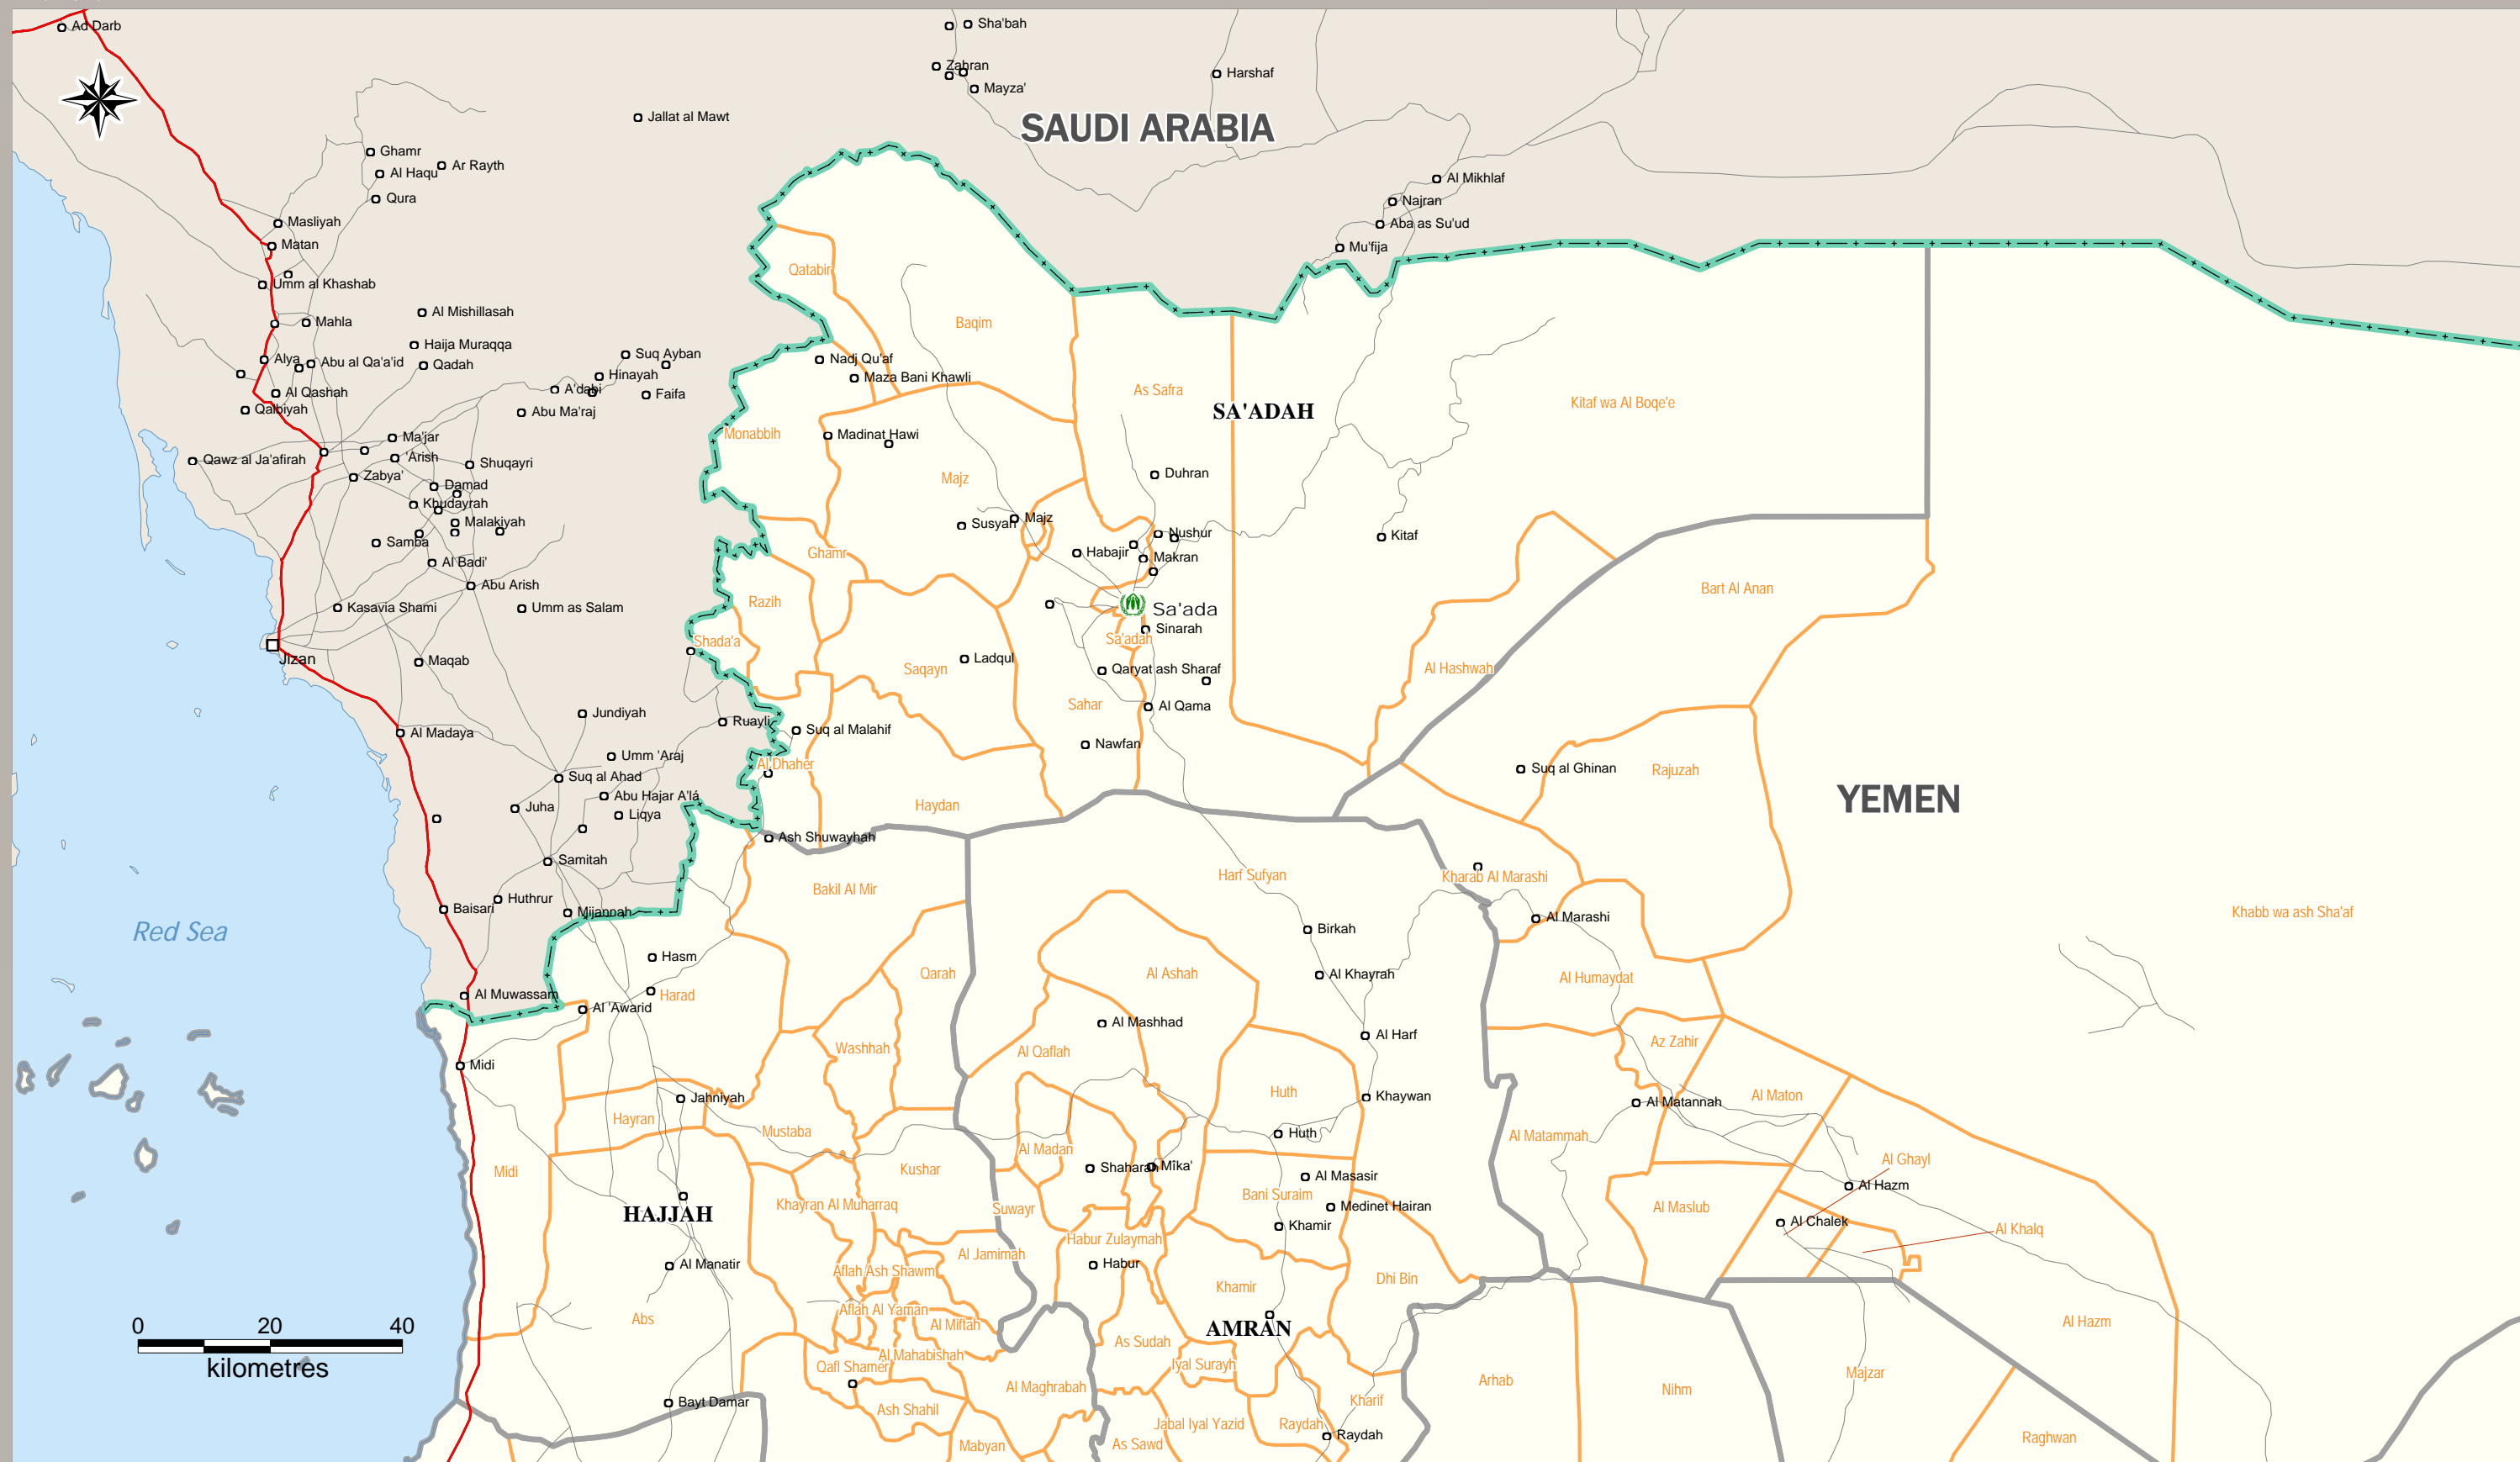 Ad Darb
Sha'bah
Zahran
Mayza'
Harshaf
Jallat al Mawt
SAUDI ARABIA
Ghamr
Ar Rayth
Al Haqu
Qura
Al Mikhlaf
Najran
Aba as Su'ud
Mu'fija
Masliyah
Matan
Umm al Khashab
Qatabir
Al Mishillasah
Mahla
Baqim
Haija Muraqqa
Suq Ayban
Alya
Abu al Qa'a'id
Qadah
Nadj Qu'af
Hinayah
Maza Bani Khawli
Al Qashah
A'dabi
Faifa
As Safra
Qalbiyah
Abu Ma'raj
SA'ADAH
Kitaf wa Al Boqe'e
Ma'jar
Monabbih
Madinat Hawi
Qawz al Ja'afirah
'Arish
Shuqayri
Zabya'
Duhran
Majz
Damad
Khudayrah
Malakiyah
Susyah
Majz
Nushur
Kitaf
Samba
Ghamr
Habajir
Makran
Al Badi'
Abu Arish
Bart Al Anan
Razih
Kasavia Shami
Umm as Salam
Sa'ada
Sinarah
Shada'a
Sa'adah
Jizan
Maqab
Ladqul
Saqayn
Qaryat ash Sharaf
Al Hashwah
Sahar
Al Qama
Jundiyah
Ruayli
Suq al Malahif
Al Madaya
Nawfan
Umm 'Araj
Al Dhaher
Suq al Ghinan
Rajuzah
Suq al Ahad
YEMEN
Abu Hajar A'lá
Juha
Liqya
Haydan
Ash Shuwayhah
Samitah
Harf Sufyan
Kharab Al Marashi
Bakil Al Mir
Huthrur
Baisari
Mijannah
Al Marashi
Khabb wa ash Sha'af
Red Sea
Birkah
Hasm
Qarah
Al Ashah
Al Khayrah
Al Humaydat
Al Muwassam
Harad
Al 'Awarid
Al Mashhad
Al Harf
Az Zahir
Washhah
Al Qaflah
Midi
Huth
Al Maton
Jahniyah
Khaywan
Al Matannah
Hayran
Mustaba
Huth
Al Matammah
Al Madan
Al Ghayl
Midi
Kushar
Shaharah
Mika'
Al Masasir
Al Hazm
Bani Suraim
Khayran Al Muharraq
Suwayr
Medinet Hairan
Al Maslub
HAJJAH
Khamir
Al Chalek
Al Khalq
Habur Zulaymah
Al Jamimah
Al Manatir
Aflah Ash Shawm
Habur
Dhi Bin
Khamir
Aflah Al Yaman
Abs
Al Miftah
Al Hazm
0 20 40
kilometres
AMRAN
As Sudah
Al Mahabishah
Qafl Shamer
Iyal Surayh
Majzar
Al Maghrabah
Arhab
Nihm
Bayt Damar
Kharif
Ash Shahil
Jabal Iyal Yazid
Raydah
Raydah
Mabyan
As Sawd
Raghwan